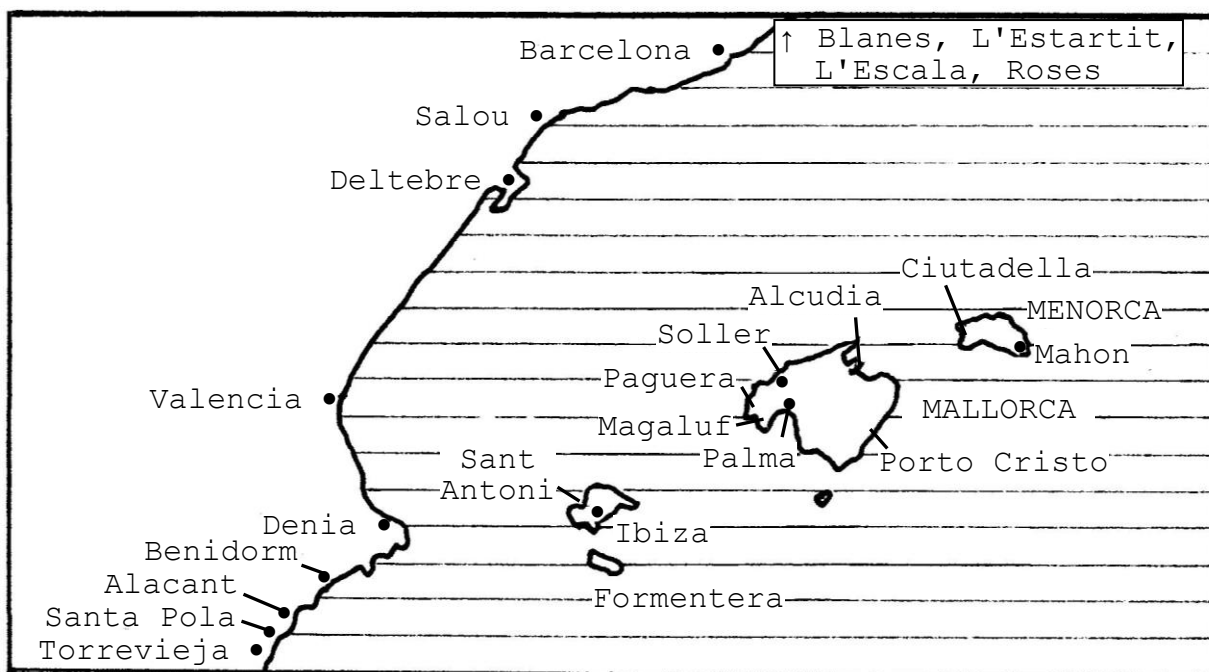 ↑ Blanes, L'Estartit,
L'Escala, Roses
Barcelona
Salou
Deltebre
Ciutadella
Alcudia
MENORCA
Soller
Mahon
Paguera
Valencia
MALLORCA
Magaluf
Palma
Porto Cristo
Sant
Antoni
Denia
Ibiza
Benidorm
Alacant
Formentera
Santa Pola
Torrevieja